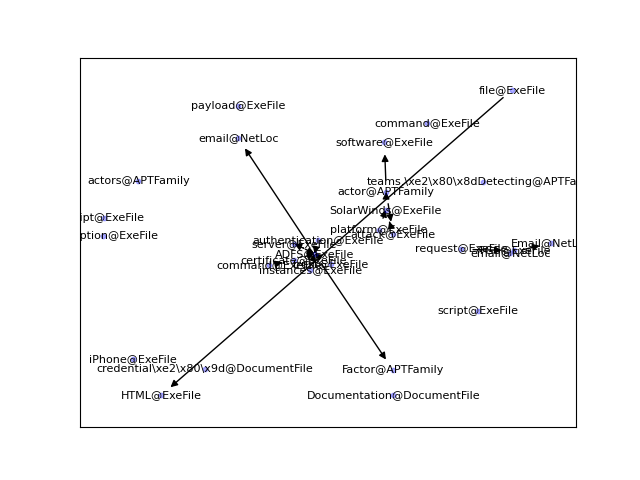 file@ExeFile
payload@ExeFile
command@ExeFile
email@NetLoc
software@ExeFile
actors@APTFamily
teams.\xe2\x80\x8dDetecting@APTFa
actor@APTFamily
SolarWinds@ExeFile
ipt@ExeFile
platform@ExeFile
attack@ExeFile
ption@ExeFile
authentication@ExeFile
server@ExeFile
Email@NetL
request@ExeFile
email@NetLoc
ADFS@ExeFile
certificate@ExeFile
command@ExeFile
instances@ExeFile
script@ExeFile
iPhone@ExeFile
credential\xe2\x80\x9d@DocumentFile
Factor@APTFamily
HTML@ExeFile
Documentation@DocumentFile